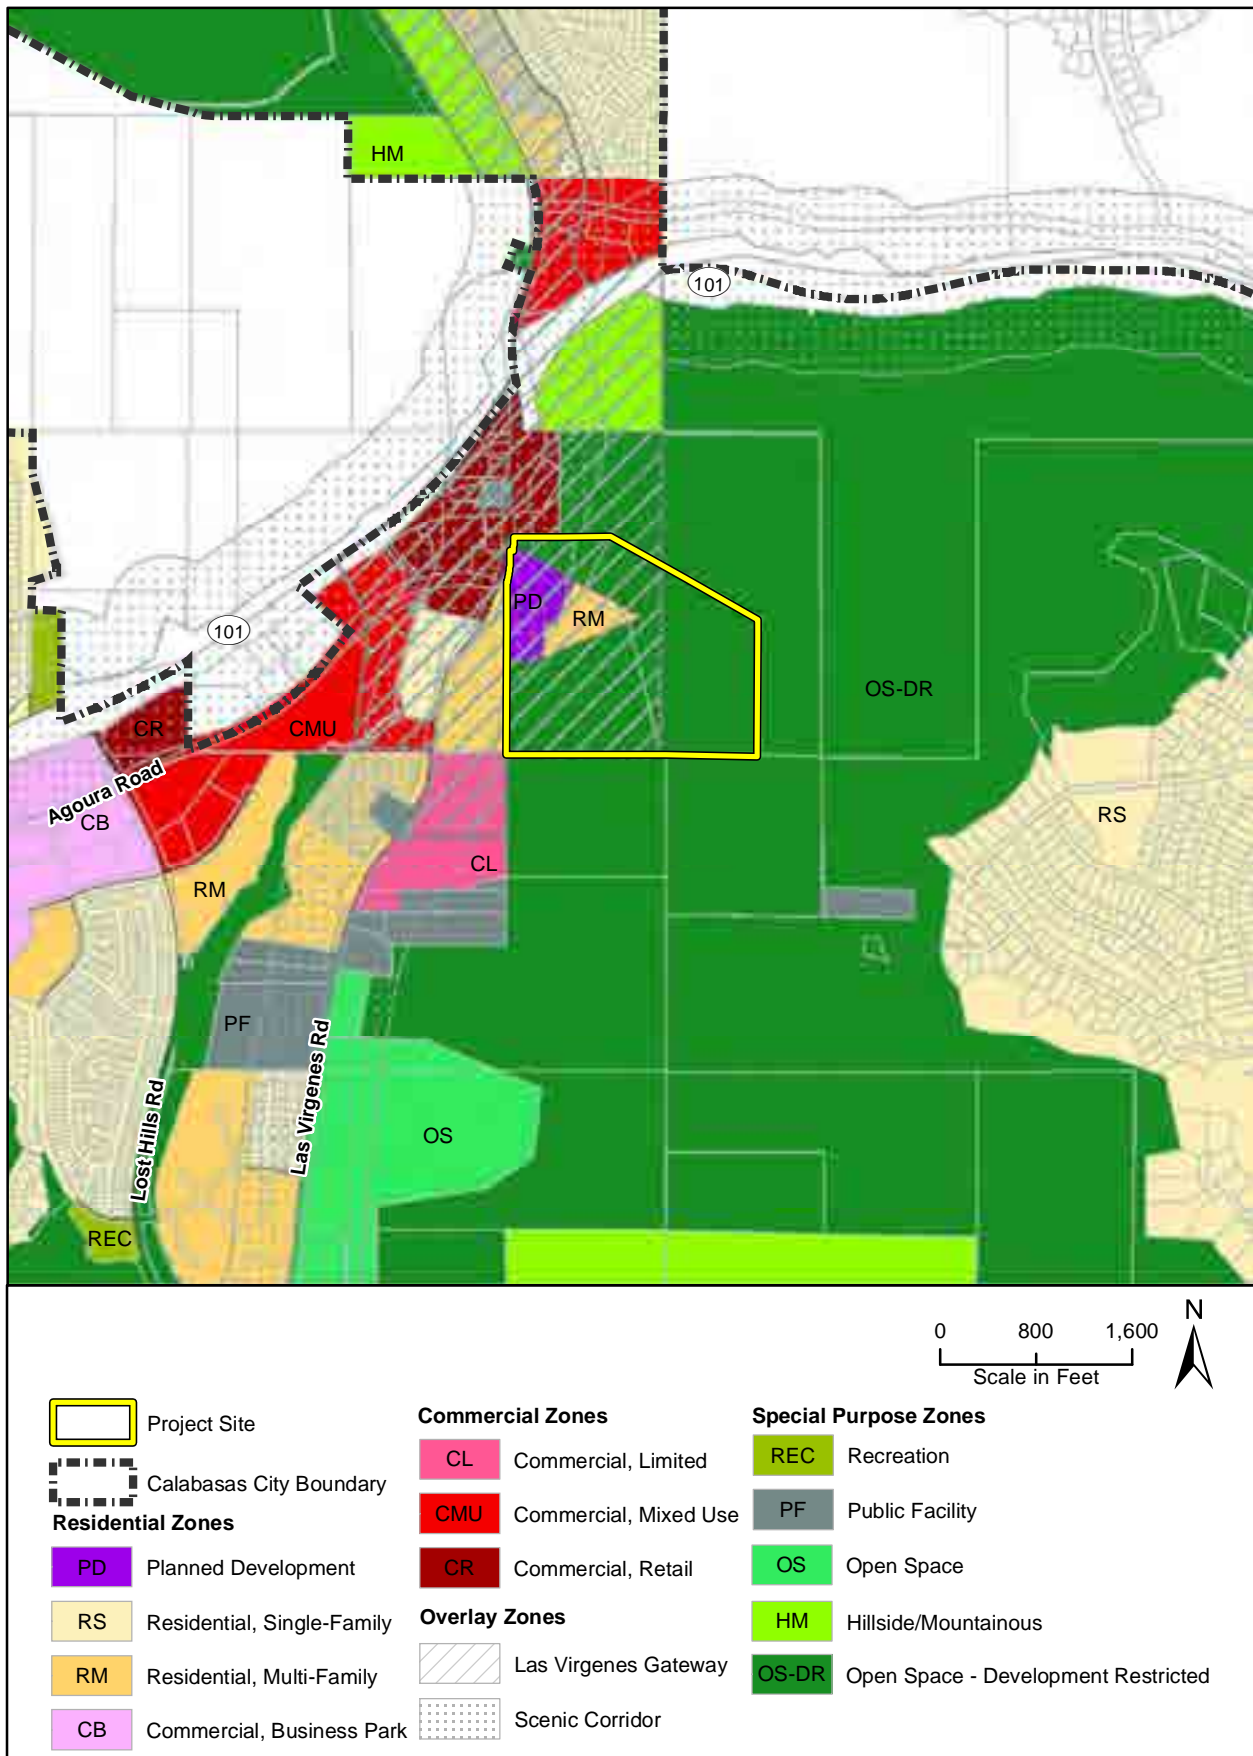 HM
101
101
PD
RM
OS-DR
CR
CMU
Agoura Road
CB
RS
CL
RM
PF
Las Virgenes Rd
Lost Hills Rd
OS
REC
N
0 800 1,600
Scale in Feet
Project Site
Calabasas City Boundary
Residential Zones
PD Planned Development
RS Residential, Single-Family
RM Residential, Multi-Family
CB Commercial, Business Park
Commercial Zones
CL Commercial, Limited
CMU Commercial, Mixed Use
CR Commercial, Retail
Overlay Zones
Las Virgenes Gateway
Scenic Corridor
Special Purpose Zones
REC Recreation
PF Public Facility
OS Open Space
HM Hillside/Mountainous
OS-DR Open Space - Development Restricted